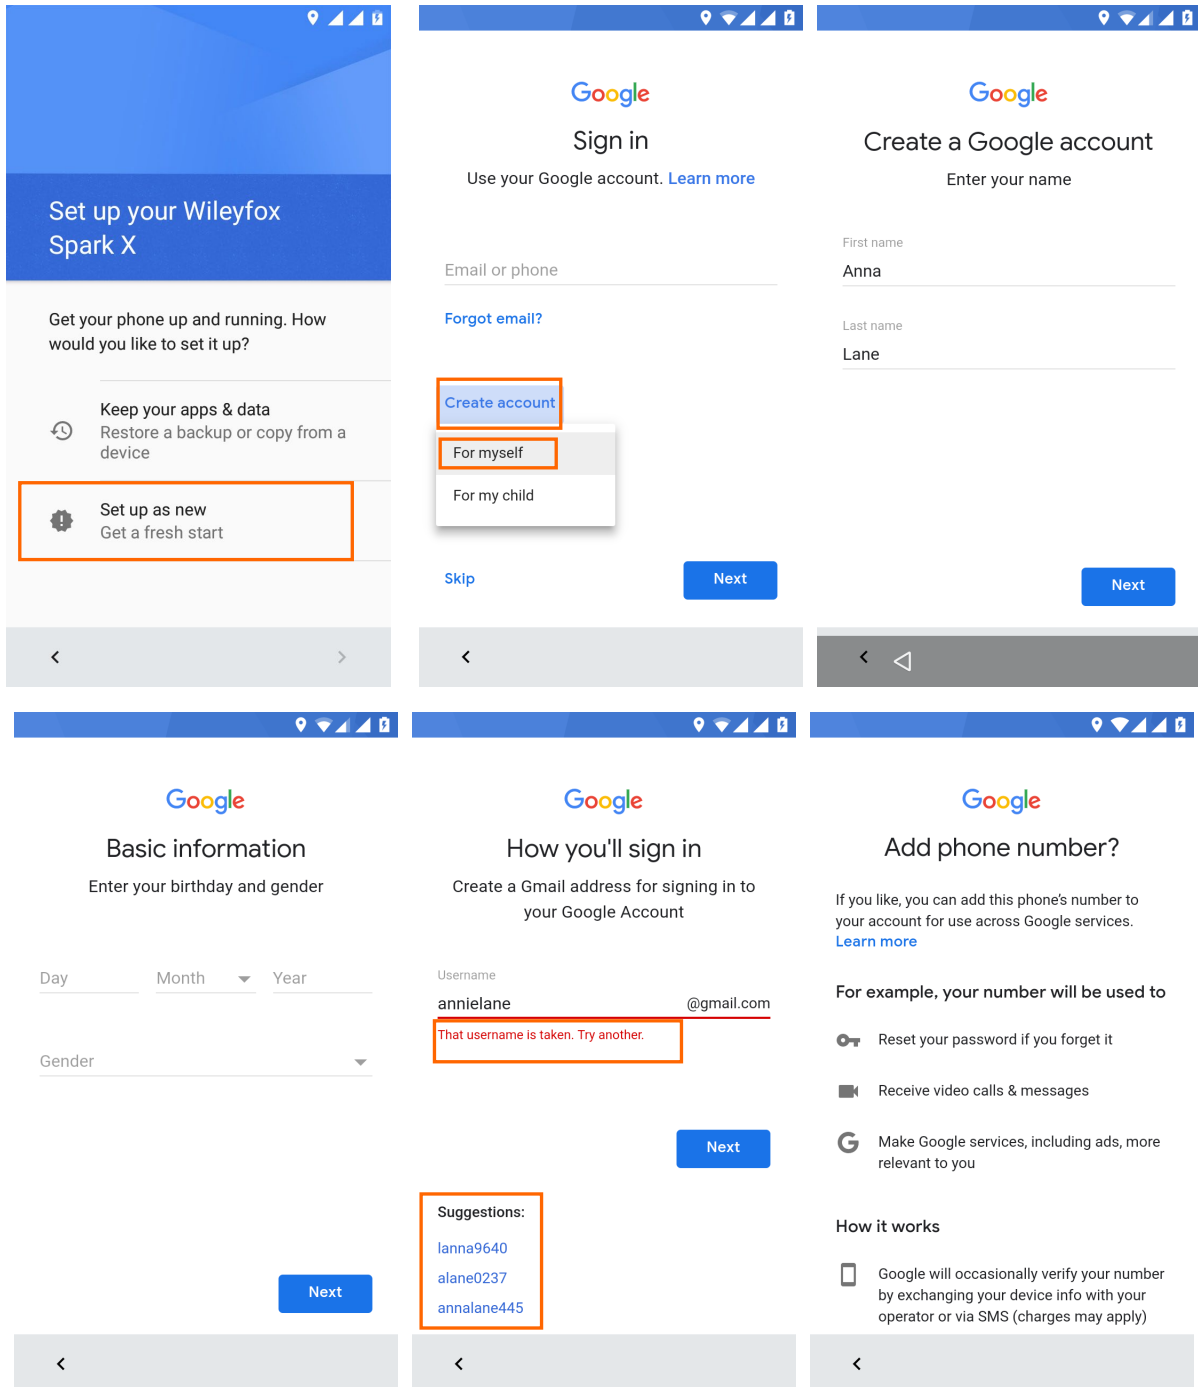 Set up your Wileyfox
Spark X
Get your phone up and running. How
would you like to set it up?
Keep your apps & data
Restore a backup or copy from a
device
Set up as new
Get a fresh start
Google
Sign in
Use your Google account. Learn more
Email or phone
Forgot email?
Create account
For myself
For my child
Skip
Next
Google
Create a Google account
Enter your name
First name
Anna
Last name
Lane
Next
Google
Basic information
Enter your birthday and gender
Day Month Year
Gender
Next
Google
How you'll sign in
Create a Gmail address for signing in to
your Google Account
Username
annielane @gmail.com
That username is taken. Try another.
Next
Suggestions:
lanna9640
alane0237
annalane445
Google
Add phone number?
If you like, you can add this phone's number to
your account for use across Google services.
Learn more
For example, your number will be used to
Reset your password if you forget it
Receive video calls & messages
Make Google services, including ads, more
relevant to you
How it works
Google will occasionally verify your number
by exchanging your device info with your
operator or via SMS (charges may apply)